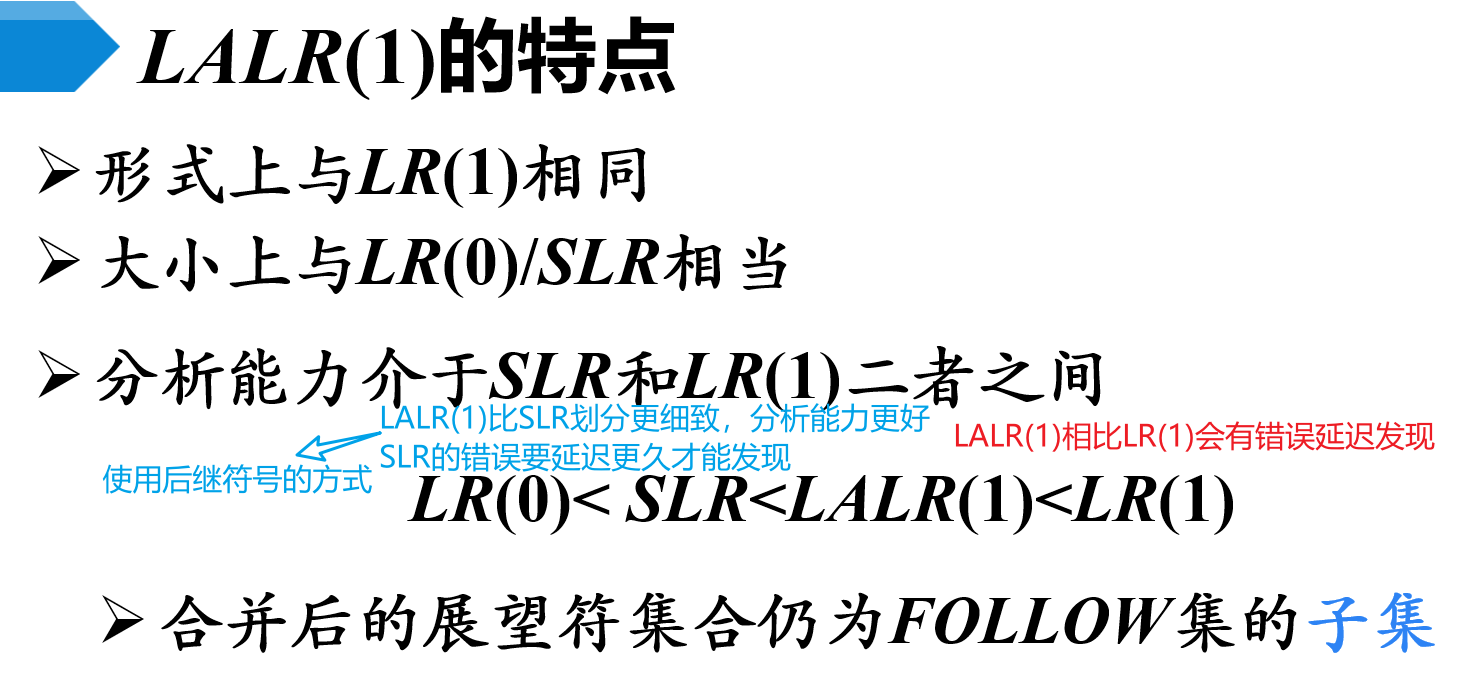 LALR(1)的特点
形式上与LR(1)相同
大小上与LR(0)/SLR相当
分析能力介于SLR和LR(1)二者之间
LALR(1)比SLR划分更细致，分析能力更好
SLR的错误要延迟更久才能发现
LALR(1)相比LR(1)会有错误延迟发现
使用后继符号的方式
LR(0)< SLR<LALR(1)<LR(1)
合并后的展望符集合仍为FOLLOW集的子集